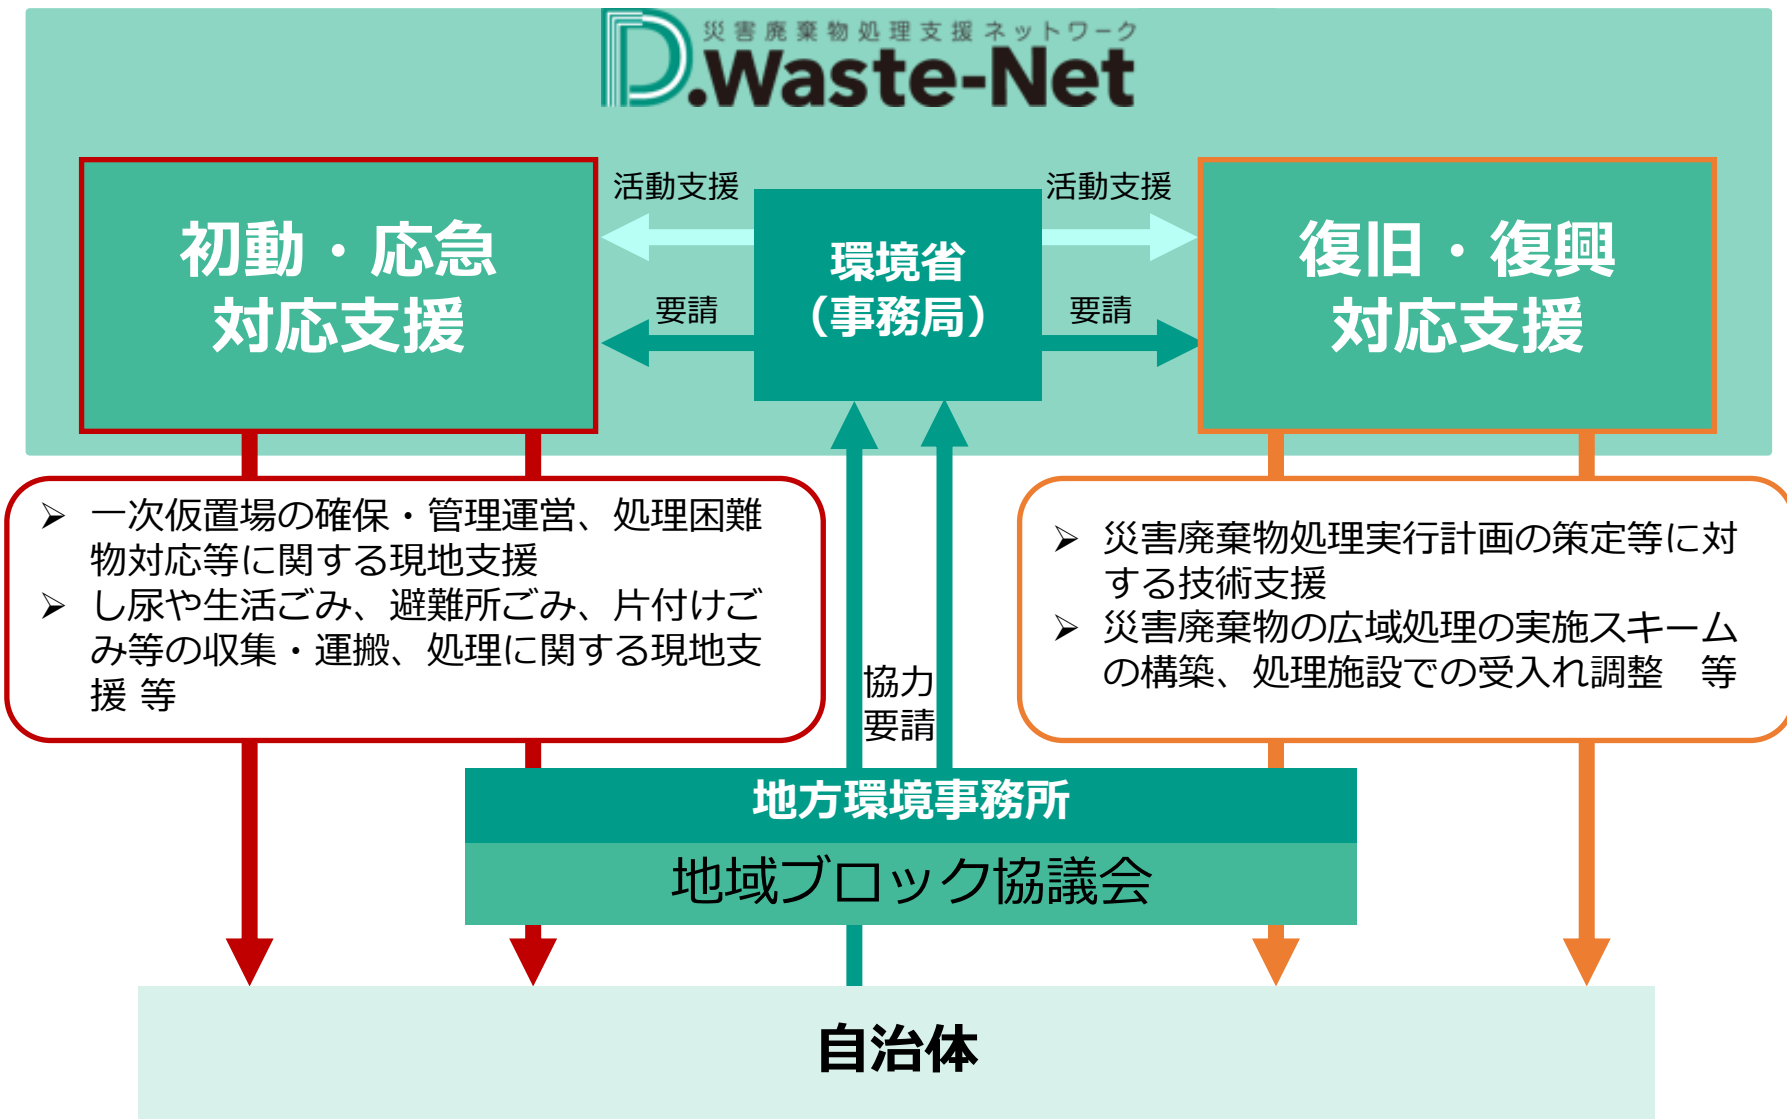 災害廃棄物処理支援ネットワーク
D.Waste-Net
初動・応急
対応支援
活動支援
要請
環境省
（事務局）
活動支援
要請
復旧・復興
対応支援
➢ 一次仮置場の確保・管理運営、処理困難
物対応等に関する現地支援
➢ し尿や生活ごみ、避難所ごみ、片付けご
み等の収集・運搬、処理に関する現地支
援 等
➢ 災害廃棄物処理実行計画の策定等に対
する技術支援
➢ 災害廃棄物の広域処理の実施スキーム
の構築、処理施設での受入れ調整　等
協力
要請
地方環境事務所
地域ブロック協議会
自治体